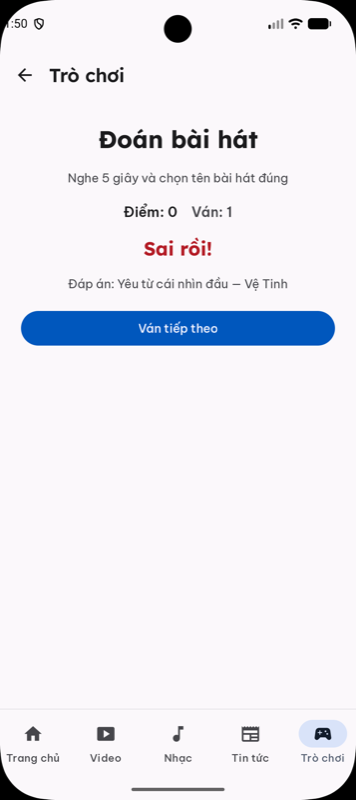 :50
Trò chơi
Đoán bài hát
Nghe 5 giây và chọn tên bài hát đúng
Điểm: 0 Ván: 1
Sai rồi!
Đáp án: Yêu từ cái nhìn đầu — Vệ Tinh
Ván tiếp theo
Trang chủ Video Nhạc Tin tức Trò chơi